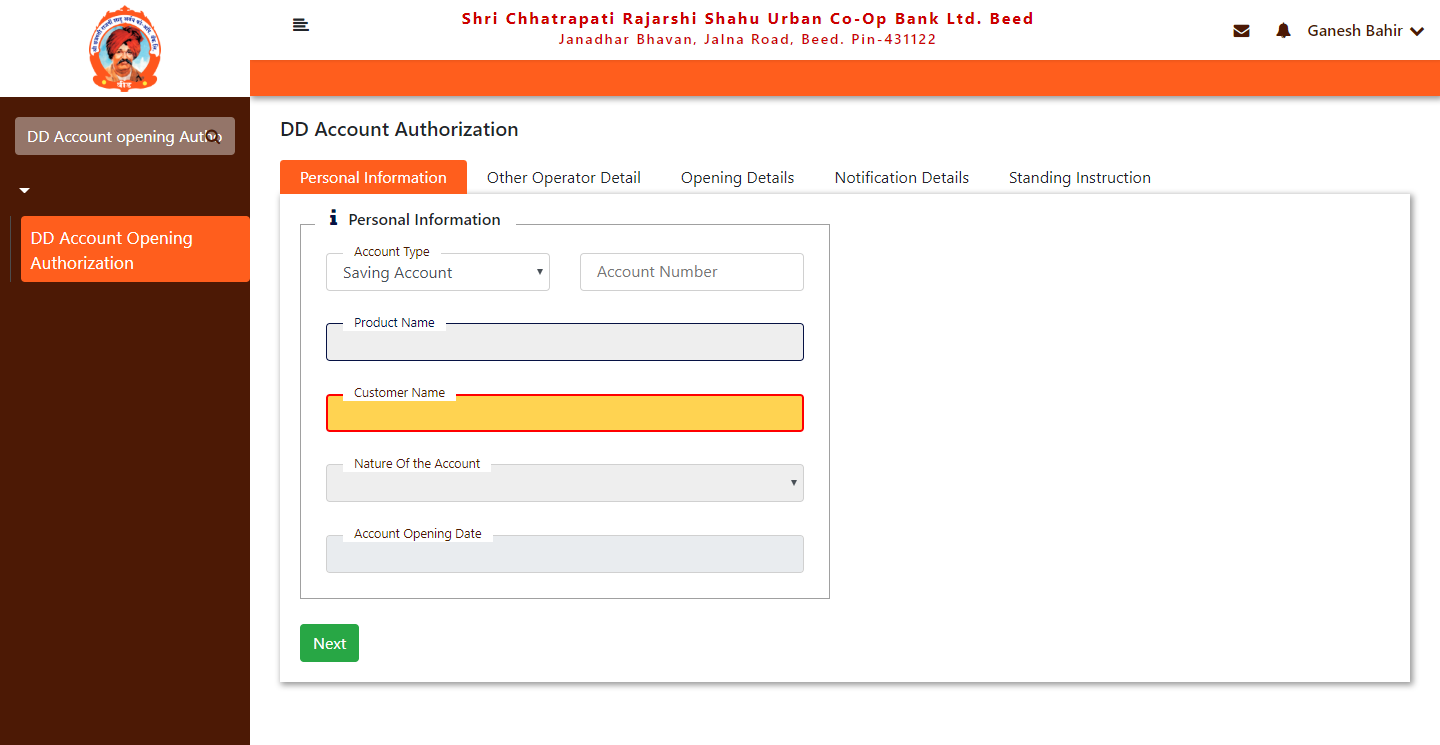 Shri Chhatrapati Rajarshi Shahu Urban Co-Op Bank Ltd. Beed
Janadhar Bhavan, Jalna Road, Beed. Pin-431122
Ganesh Bahir
बीड
DD Account opening Autho
DD Account Opening
Authorization
DD Account Authorization
Personal Information
Other Operator Detail
Opening Details
Notification Details
Standing Instruction
Personal Information
Account Type
Saving Account
Account Number
Product Name
Customer Name
Nature Of the Account
Account Opening Date
Next